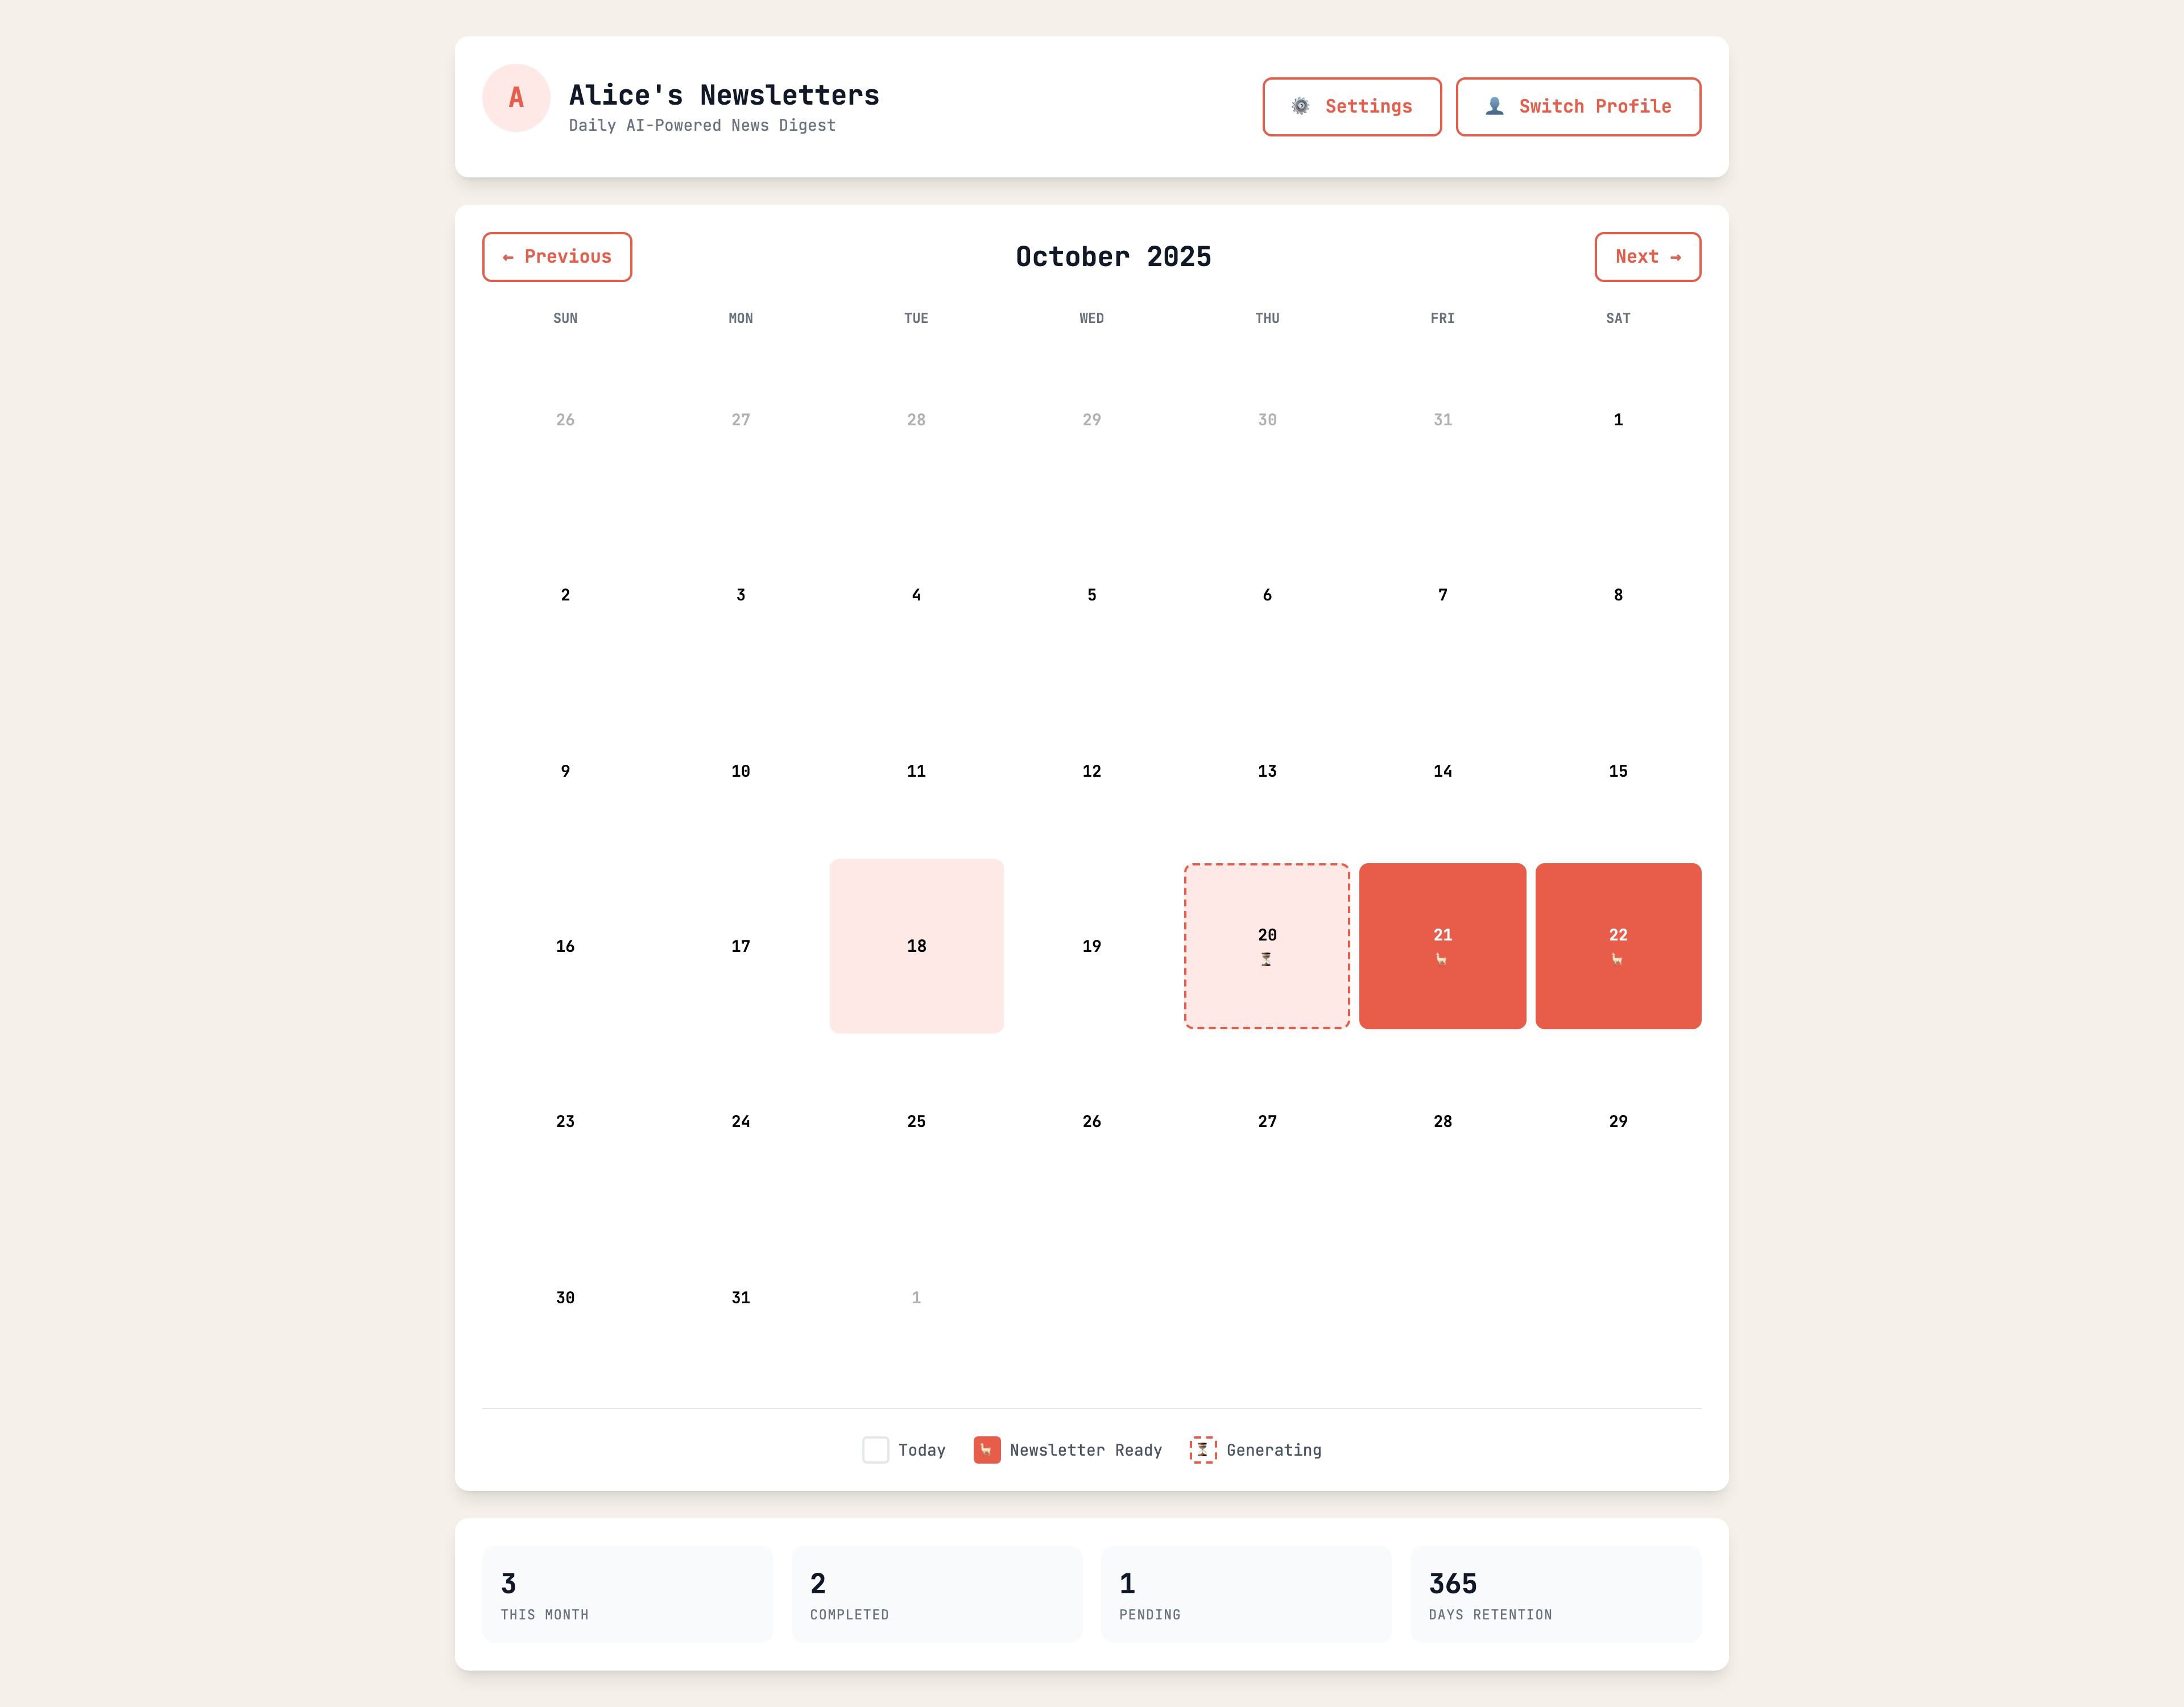 A
Alice's Newsletters
Daily AI-Powered News Digest
⚙️ Settings
👤 Switch Profile
← Previous
October 2025
Next →
SUN MON TUE WED THU FRI SAT
26 27 28 29 30 31 1
2 3 4 5 6 7 8
9 10 11 12 13 14 15
16 17 18 19 20 21 22
23 24 25 26 27 28 29
30 31 1
Today
Newsletter Ready
Generating
3
THIS MONTH
2
COMPLETED
1
PENDING
365
DAYS RETENTION